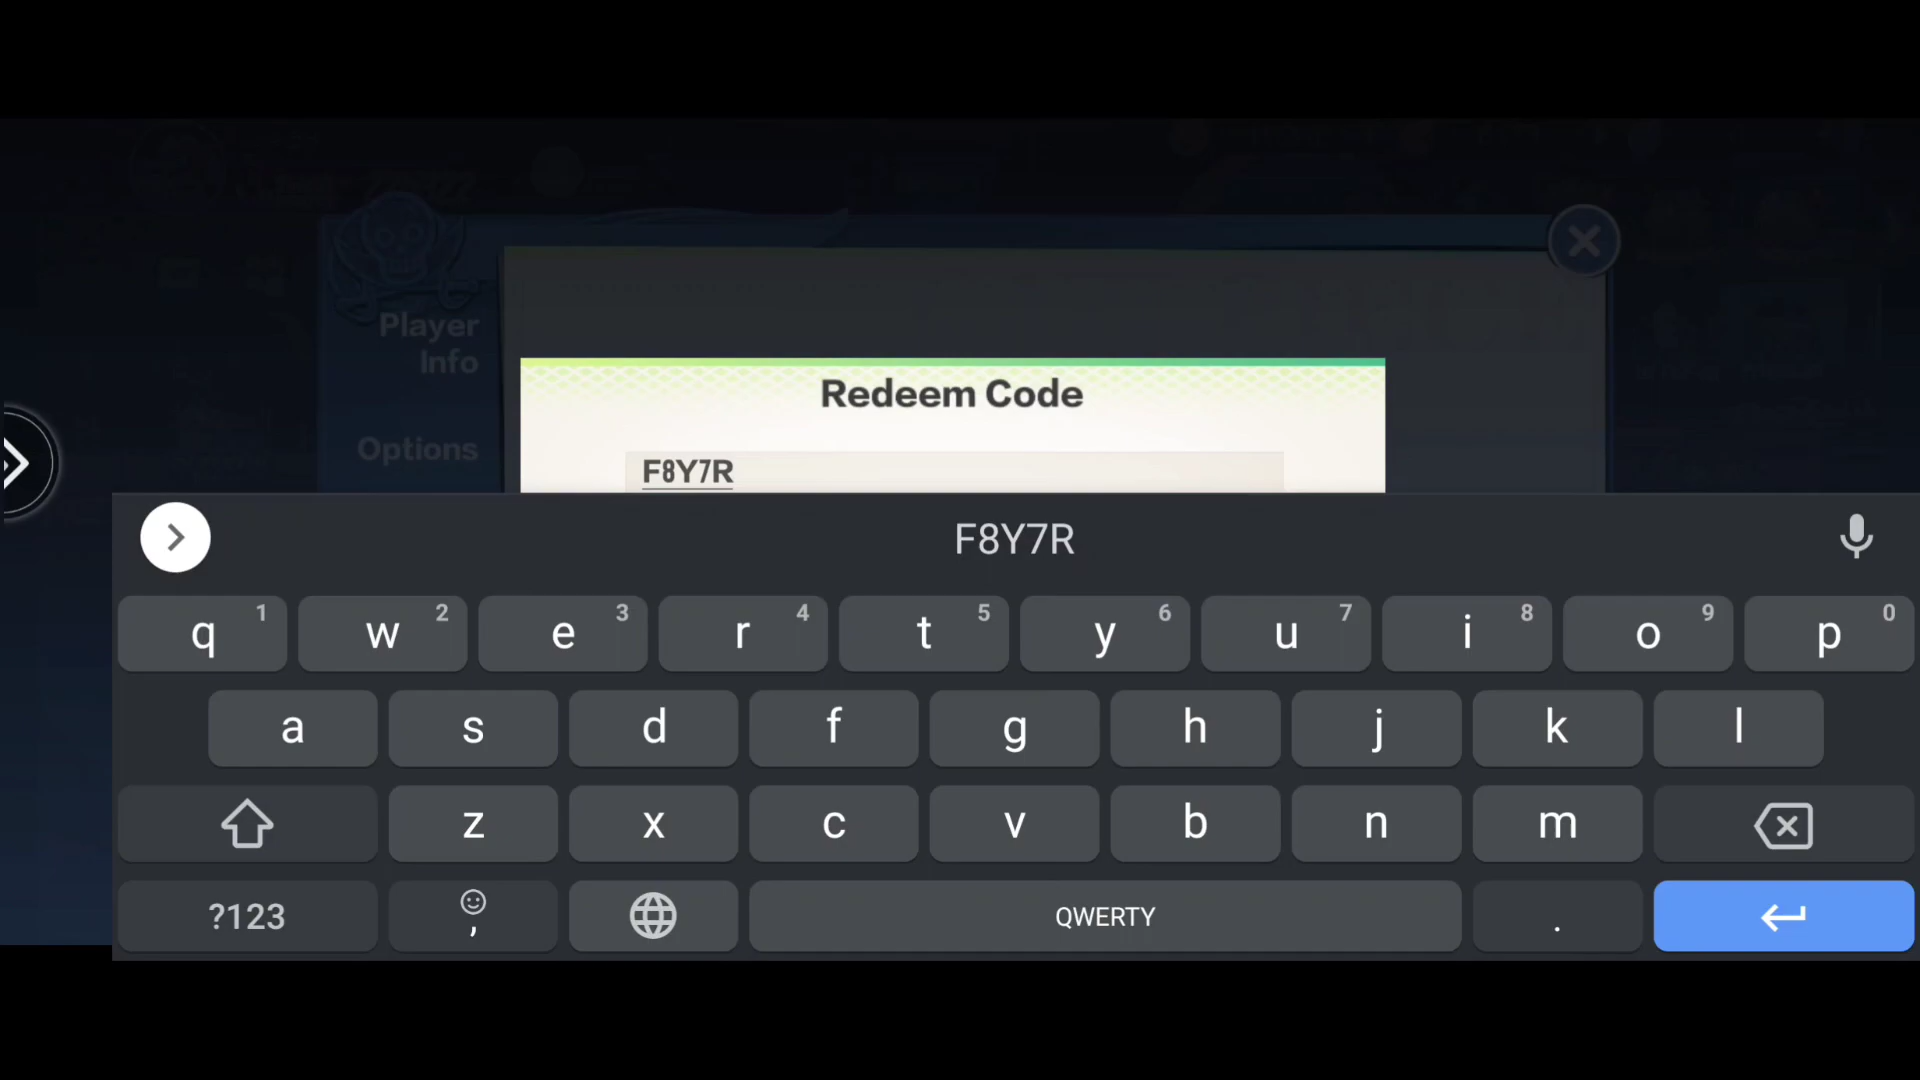 Player
Info
Options
Redeem Code
F8Y7R
F8Y7R
q 1 w 2 e 3 r 4 t 5 y 6 u 7 i 8 o 9 p 0
a s d f g h j k l
z x c v b n m
?123 , QWERTY .